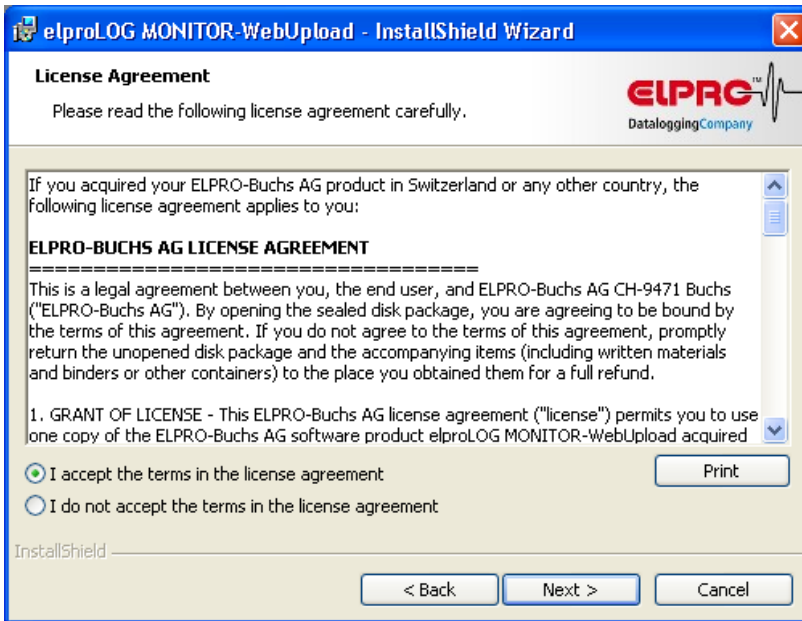 elproLOG MONITOR-WebUpload - InstallShield Wizard
License Agreement
Please read the following license agreement carefully.
ELPRO™
DataloggingCompany
If you acquired your ELPRO-Buchs AG product in Switzerland or any other country, the
following license agreement applies to you:
ELPRO-BUCHS AG LICENSE AGREEMENT
===================================
This is a legal agreement between you, the end user, and ELPRO-Buchs AG CH-9471 Buchs
("ELPRO-Buchs AG"). By opening the sealed disk package, you are agreeing to be bound by
the terms of this agreement. If you do not agree to the terms of this agreement, promptly
return the unopened disk package and the accompanying items (including written materials
and binders or other containers) to the place you obtained them for a full refund.
1. GRANT OF LICENSE - This ELPRO-Buchs AG license agreement ("license") permits you to use
one copy of the ELPRO-Buchs AG software product elproLOG MONITOR-WebUpload acquired
I accept the terms in the license agreement
Print
I do not accept the terms in the license agreement
InstallShield
< Back
Next >
Cancel